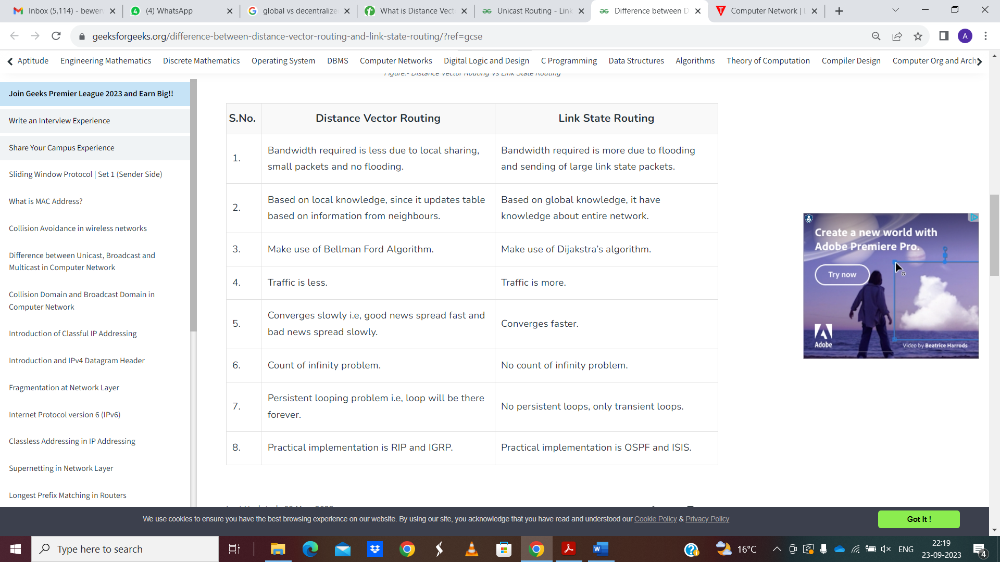 Inbox (5,114) - bewerv
(4) WhatsApp
global vs decentralize
What is Distance Vect
Unicast Routing - Link
Difference between D
Computer Network |
geeksforgeeks.org/difference-between-distance-vector-routing-and-link-state-routing/?ref=gcse
A
Aptitude
Engineering Mathematics
Discrete Mathematics
Operating System
DBMS
Computer Networks
Digital Logic and Design
C Programming
Data Structures
Algorithms
Theory of Computation
Compiler Design
Computer Org and Arch
Figure:- Distance Vector Routing Vs Link State Routing
Join Geeks Premier League 2023 and Earn Big!!
Write an Interview Experience
Share Your Campus Experience
Sliding Window Protocol | Set 1 (Sender Side)
What is MAC Address?
Collision Avoidance in wireless networks
Difference between Unicast, Broadcast and
Multicast in Computer Network
Collision Domain and Broadcast Domain in
Computer Network
Introduction of Classful IP Addressing
Introduction and IPv4 Datagram Header
Fragmentation at Network Layer
Internet Protocol version 6 (IPv6)
Classless Addressing in IP Addressing
Supernetting in Network Layer
Longest Prefix Matching in Routers
S.No.
Distance Vector Routing
Link State Routing
1.
Bandwidth required is less due to local sharing,
small packets and no flooding.
Bandwidth required is more due to flooding
and sending of large link state packets.
2.
Based on local knowledge, since it updates table
based on information from neighbours.
Based on global knowledge, it have
knowledge about entire network.
3.
Make use of Bellman Ford Algorithm.
Make use of Dijakstra’s algorithm.
4.
Traffic is less.
Traffic is more.
5.
Converges slowly i.e, good news spread fast and
bad news spread slowly.
Converges faster.
6.
Count of infinity problem.
No count of infinity problem.
7.
Persistent looping problem i.e, loop will be there
forever.
No persistent loops, only transient loops.
8.
Practical implementation is RIP and IGRP.
Practical implementation is OSPF and ISIS.
Create a new world with
Adobe Premiere Pro.
Try now
Adobe
Video by Beatrice Harrods
We use cookies to ensure you have the best browsing experience on our website. By using our site, you acknowledge that you have read and understood our Cookie Policy & Privacy Policy
Got It !
Type here to search
16°C
ENG
22:19
23-09-2023
4